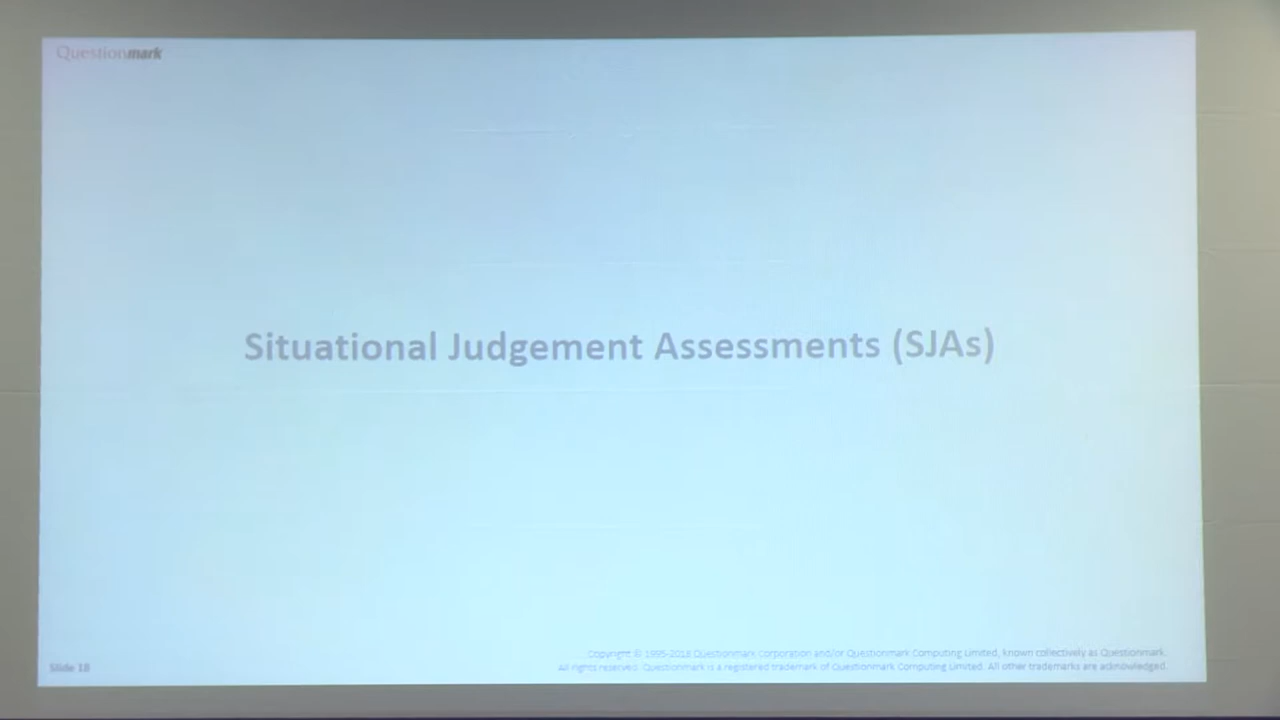 Questionmark
Situational Judgement Assessments (SJAs)
Copyright © 1995-2018 Questionmark Corporation and/or Questionmark Computing Limited, known collectively as Questionmark.
All rights reserved. Questionmark is a registered trademark of Questionmark Computing Limited. All other trademarks are acknowledged.
Slide 18